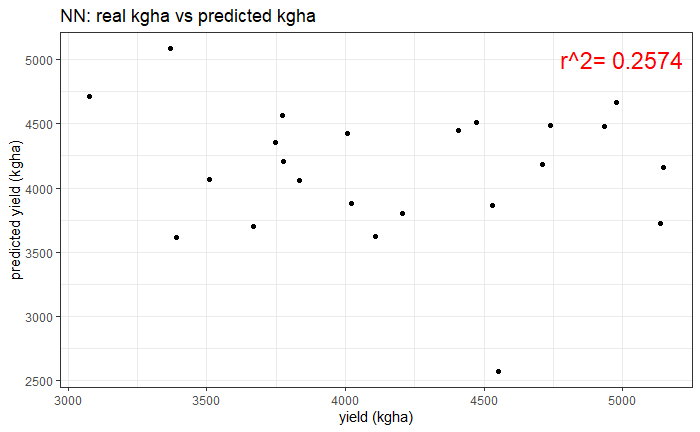 NN: real kgha vs predicted kgha
r^2= 0.2574
5000
4500
4000
3500
3000
2500
predicted yield (kgha)
3000 3500 4000 4500 5000
yield (kgha)